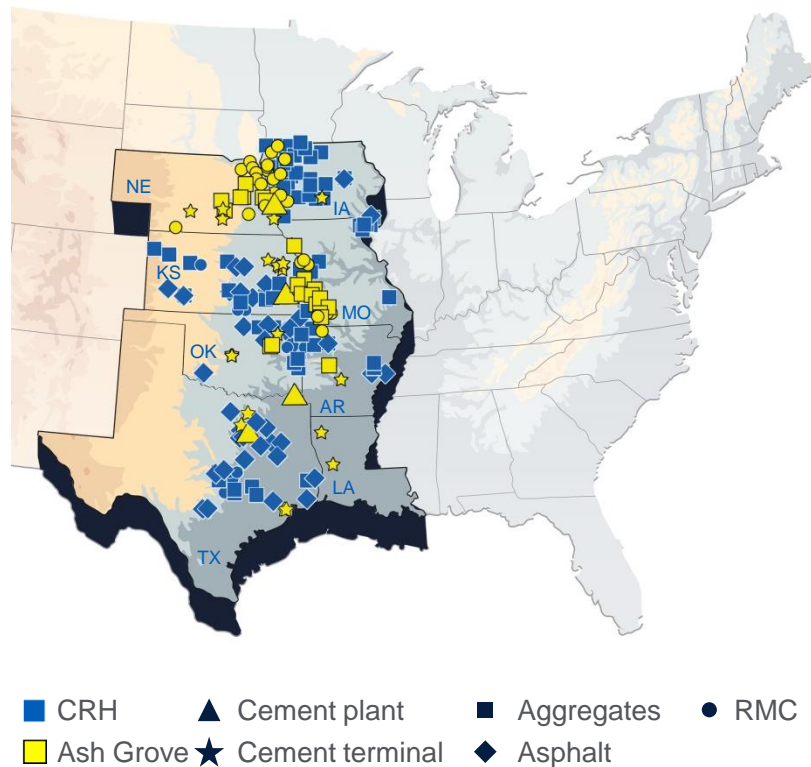 NE
IA
KS
MO
OK
AR
LA
TX
CRH Cement plant Aggregates RMC
Ash Grove Cement terminal Asphalt